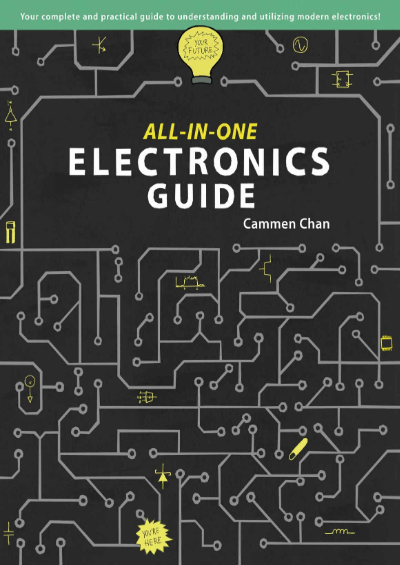 Your complete and practical guide to understanding and utilizing modern electronics!
YOUR
FUTURE
ALL-IN-ONE
ELECTRONICS
GUIDE
Cammen Chan
YOU'RE
HERE